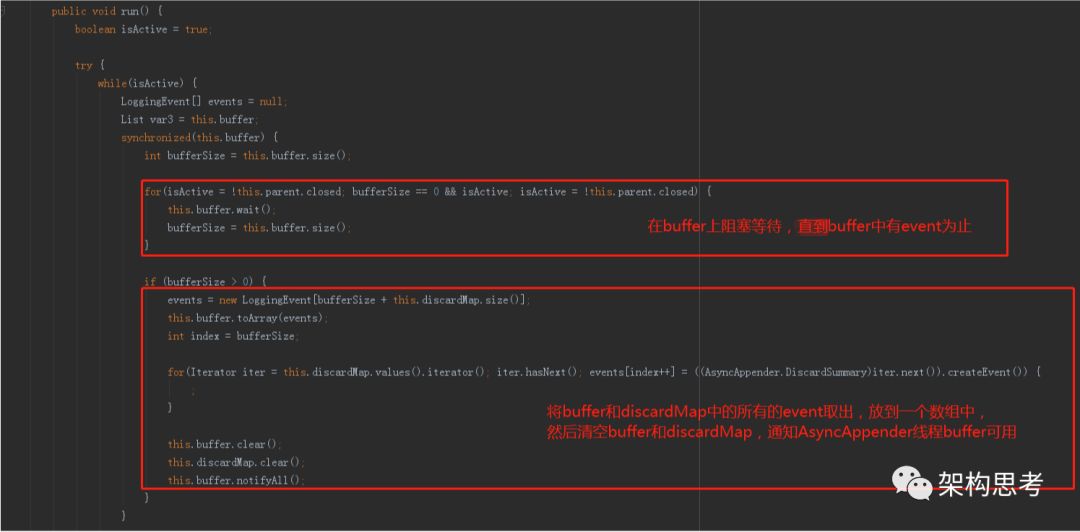 public void run() {
boolean isActive = true;
try {
while(isActive) {
LoggingEvent[] events = null;
List var3 = this.buffer;
synchronized(this.buffer) {
int bufferSize = this.buffer.size();
for(isActive = !this.parent.closed; bufferSize == 0 && isActive; isActive = !this.parent.closed) {
this.buffer.wait();
bufferSize = this.buffer.size();
}
在buffer上阻塞等待，直到buffer中有event为止
if (bufferSize > 0) {
events = new LoggingEvent[bufferSize + this.discardMap.size()];
this.buffer.toArray(events);
int index = bufferSize;
for(Iterator iter = this.discardMap.values().iterator(); iter.hasNext(); events[index++] = ((AsyncAppender.DiscardSummary)iter.next()).createEvent()) {
;
}
将buffer和discardMap中的所有的event取出，放到一个数组中，
然后清空buffer和discardMap，通知AsyncAppender线程buffer可用
this.buffer.clear();
this.discardMap.clear();
this.buffer.notifyAll();
}
}
架构思考